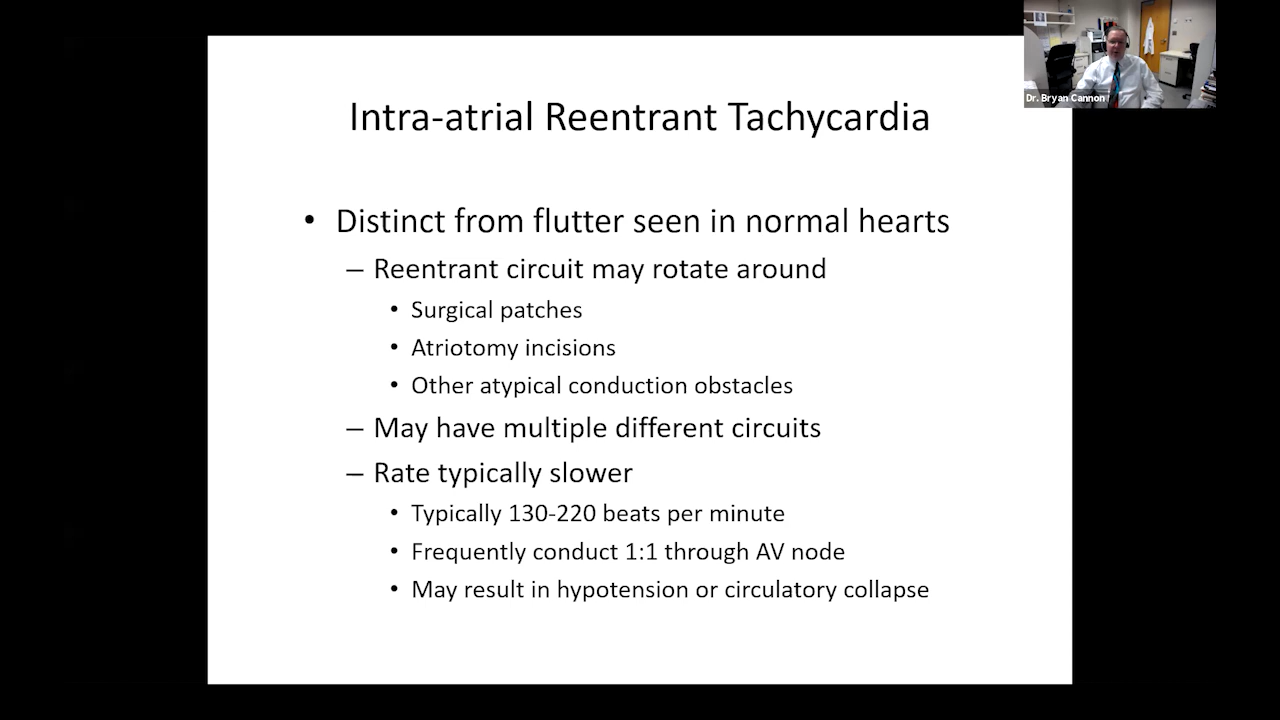 Dr. Bryan Cannon
Intra-atrial Reentrant Tachycardia
• Distinct from flutter seen in normal hearts
– Reentrant circuit may rotate around
• Surgical patches
• Atriotomy incisions
• Other atypical conduction obstacles
– May have multiple different circuits
– Rate typically slower
• Typically 130-220 beats per minute
• Frequently conduct 1:1 through AV node
• May result in hypotension or circulatory collapse